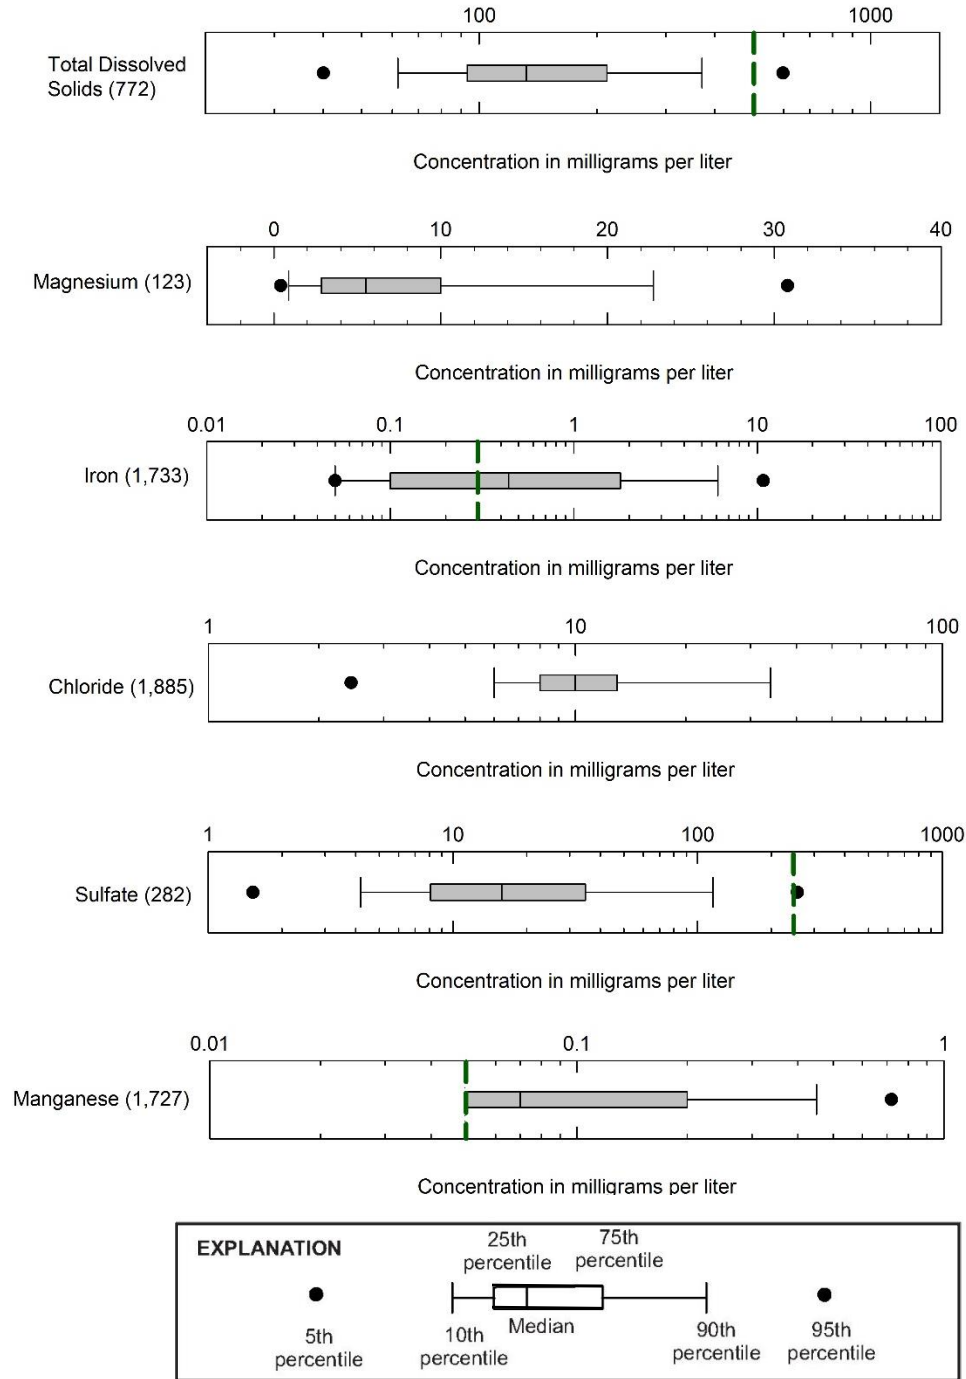 100 1000
Total Dissolved
Solids (772)
Concentration in milligrams per liter
0 10 20 30 40
Magnesium (123)
Concentration in milligrams per liter
0.01 0.1 1 10 100
Iron (1,733)
Concentration in milligrams per liter
1 10 100
Chloride (1,885)
Concentration in milligrams per liter
1 10 100 1000
Sulfate (282)
Concentration in milligrams per liter
0.01 0.1 1
Manganese (1,727)
Concentration in milligrams per liter
EXPLANATION
25th
percentile
75th
percentile
Median
5th
percentile
10th
percentile
90th
percentile
95th
percentile